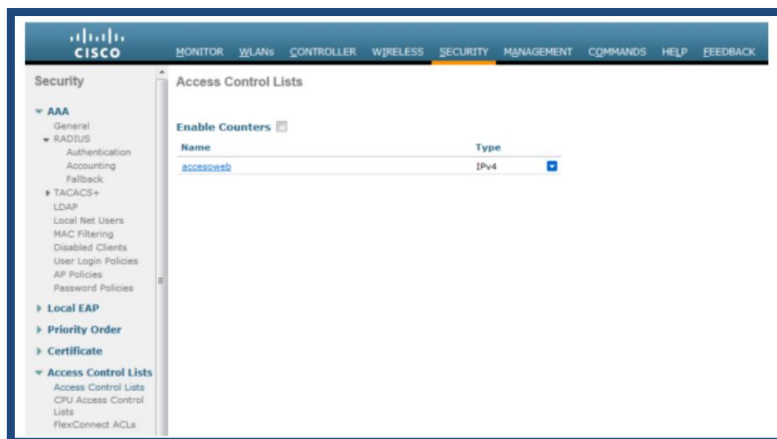 CISCO
MONITOR WLANs CONTROLLER WIRELESS SECURITY MANAGEMENT COMMANDS HELP FEEDBACK
Security
AAA
General
RADIUS
Authentication
Accounting
Fallback
TACACS+
LDAP
Local Net Users
MAC Filtering
Disabled Clients
User Login Policies
AP Policies
Password Policies
Local EAP
Priority Order
Certificate
Access Control Lists
Access Control Lists
CPU Access Control
Lists
FlexConnect ACLs
Access Control Lists
Enable Counters
Name Type
accesoweb IPv4